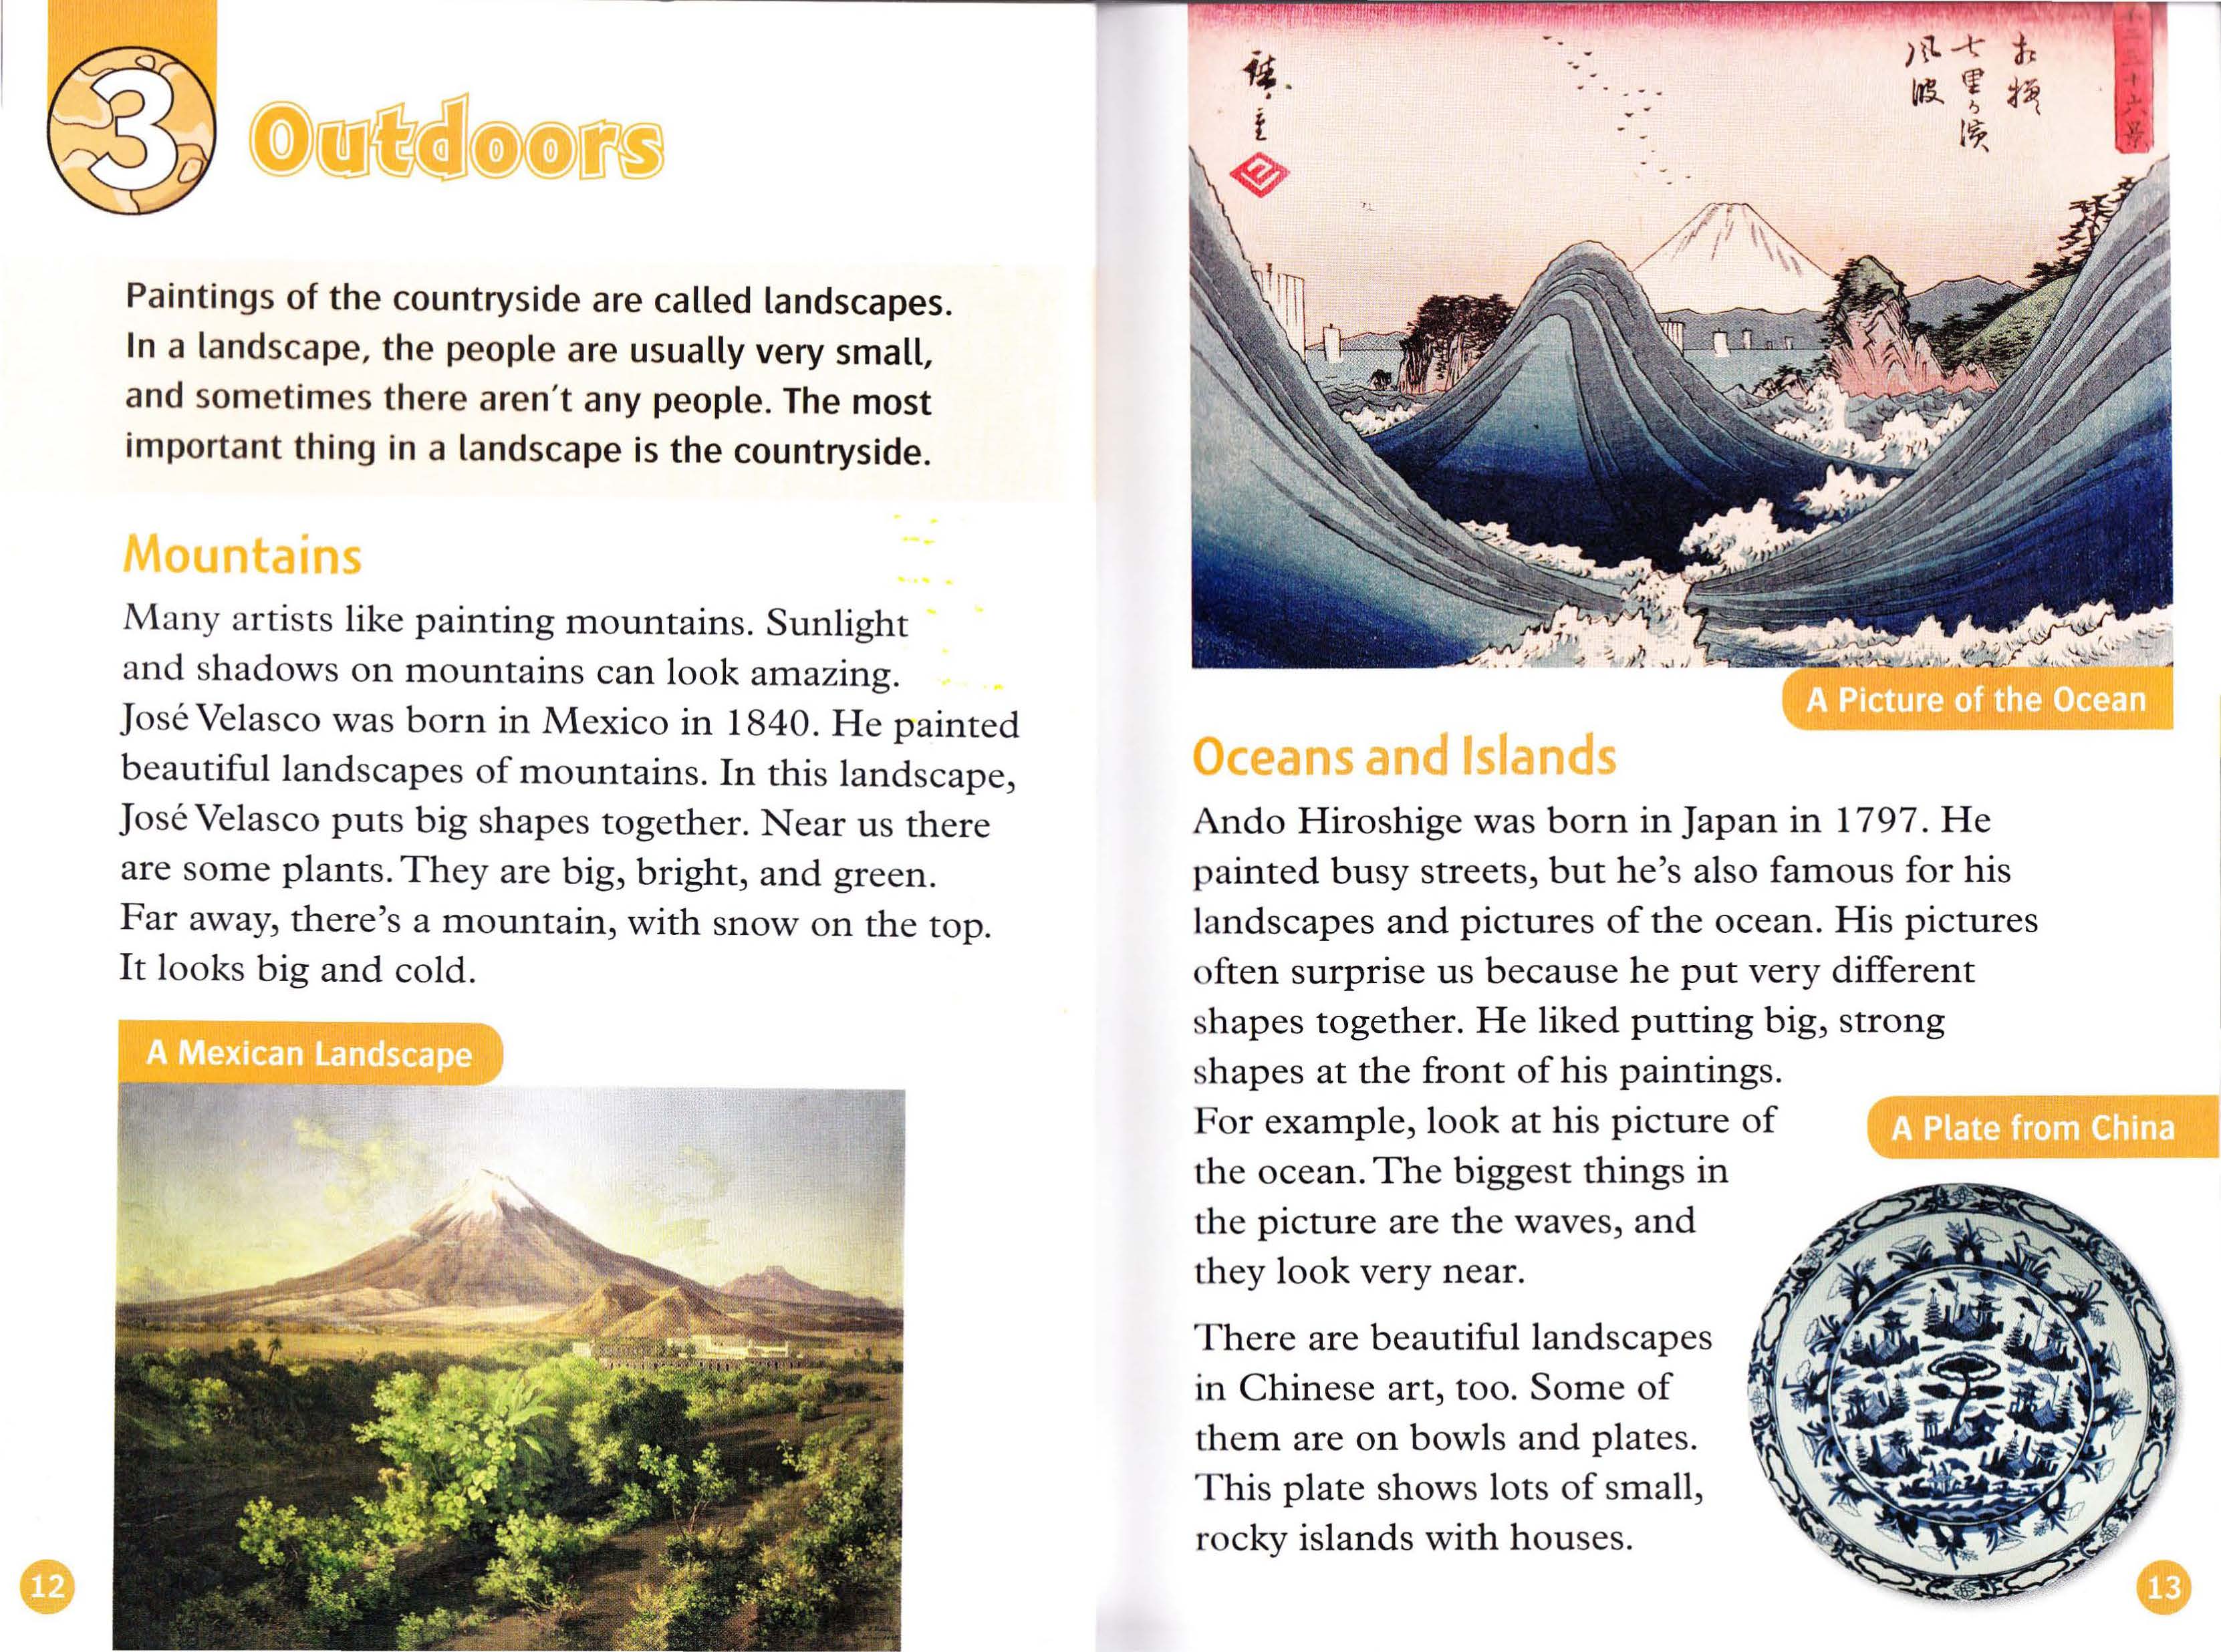 3
Outdoors
Paintings of the countryside are called landscapes.
In a landscape, the people are usually very small,
and sometimes there aren't any people. The most
important thing in a landscape is the countryside.
Mountains
Many artists like painting mountains. Sunlight
and shadows on mountains can look amazing.
José Velasco was born in Mexico in 1840. He painted
beautiful landscapes of mountains. In this landscape,
José Velasco puts big shapes together. Near us there
are some plants. They are big, bright, and green.
Far away, there's a mountain, with snow on the top.
It looks big and cold.
A Mexican Landscape
12
相模
七里ヶ濱
風波
A Picture of the Ocean
Oceans and Islands
Ando Hiroshige was born in Japan in 1797. He
painted busy streets, but he's also famous for his
landscapes and pictures of the ocean. His pictures
often surprise us because he put very different
shapes together. He liked putting big, strong
shapes at the front of his paintings.
For example, look at his picture of
the ocean. The biggest things in
the picture are the waves, and
they look very near.
There are beautiful landscapes
in Chinese art, too. Some of
them are on bowls and plates.
This plate shows lots of small,
rocky islands with houses.
A Plate from China
13